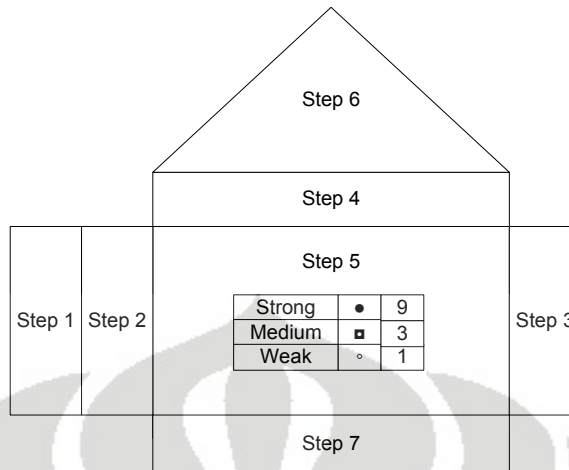 Step 6
Step 4
Step 5
Strong ● 9
Medium ◘ 3
Weak ○ 1
Step 1 Step 2 Step 3
Step 7